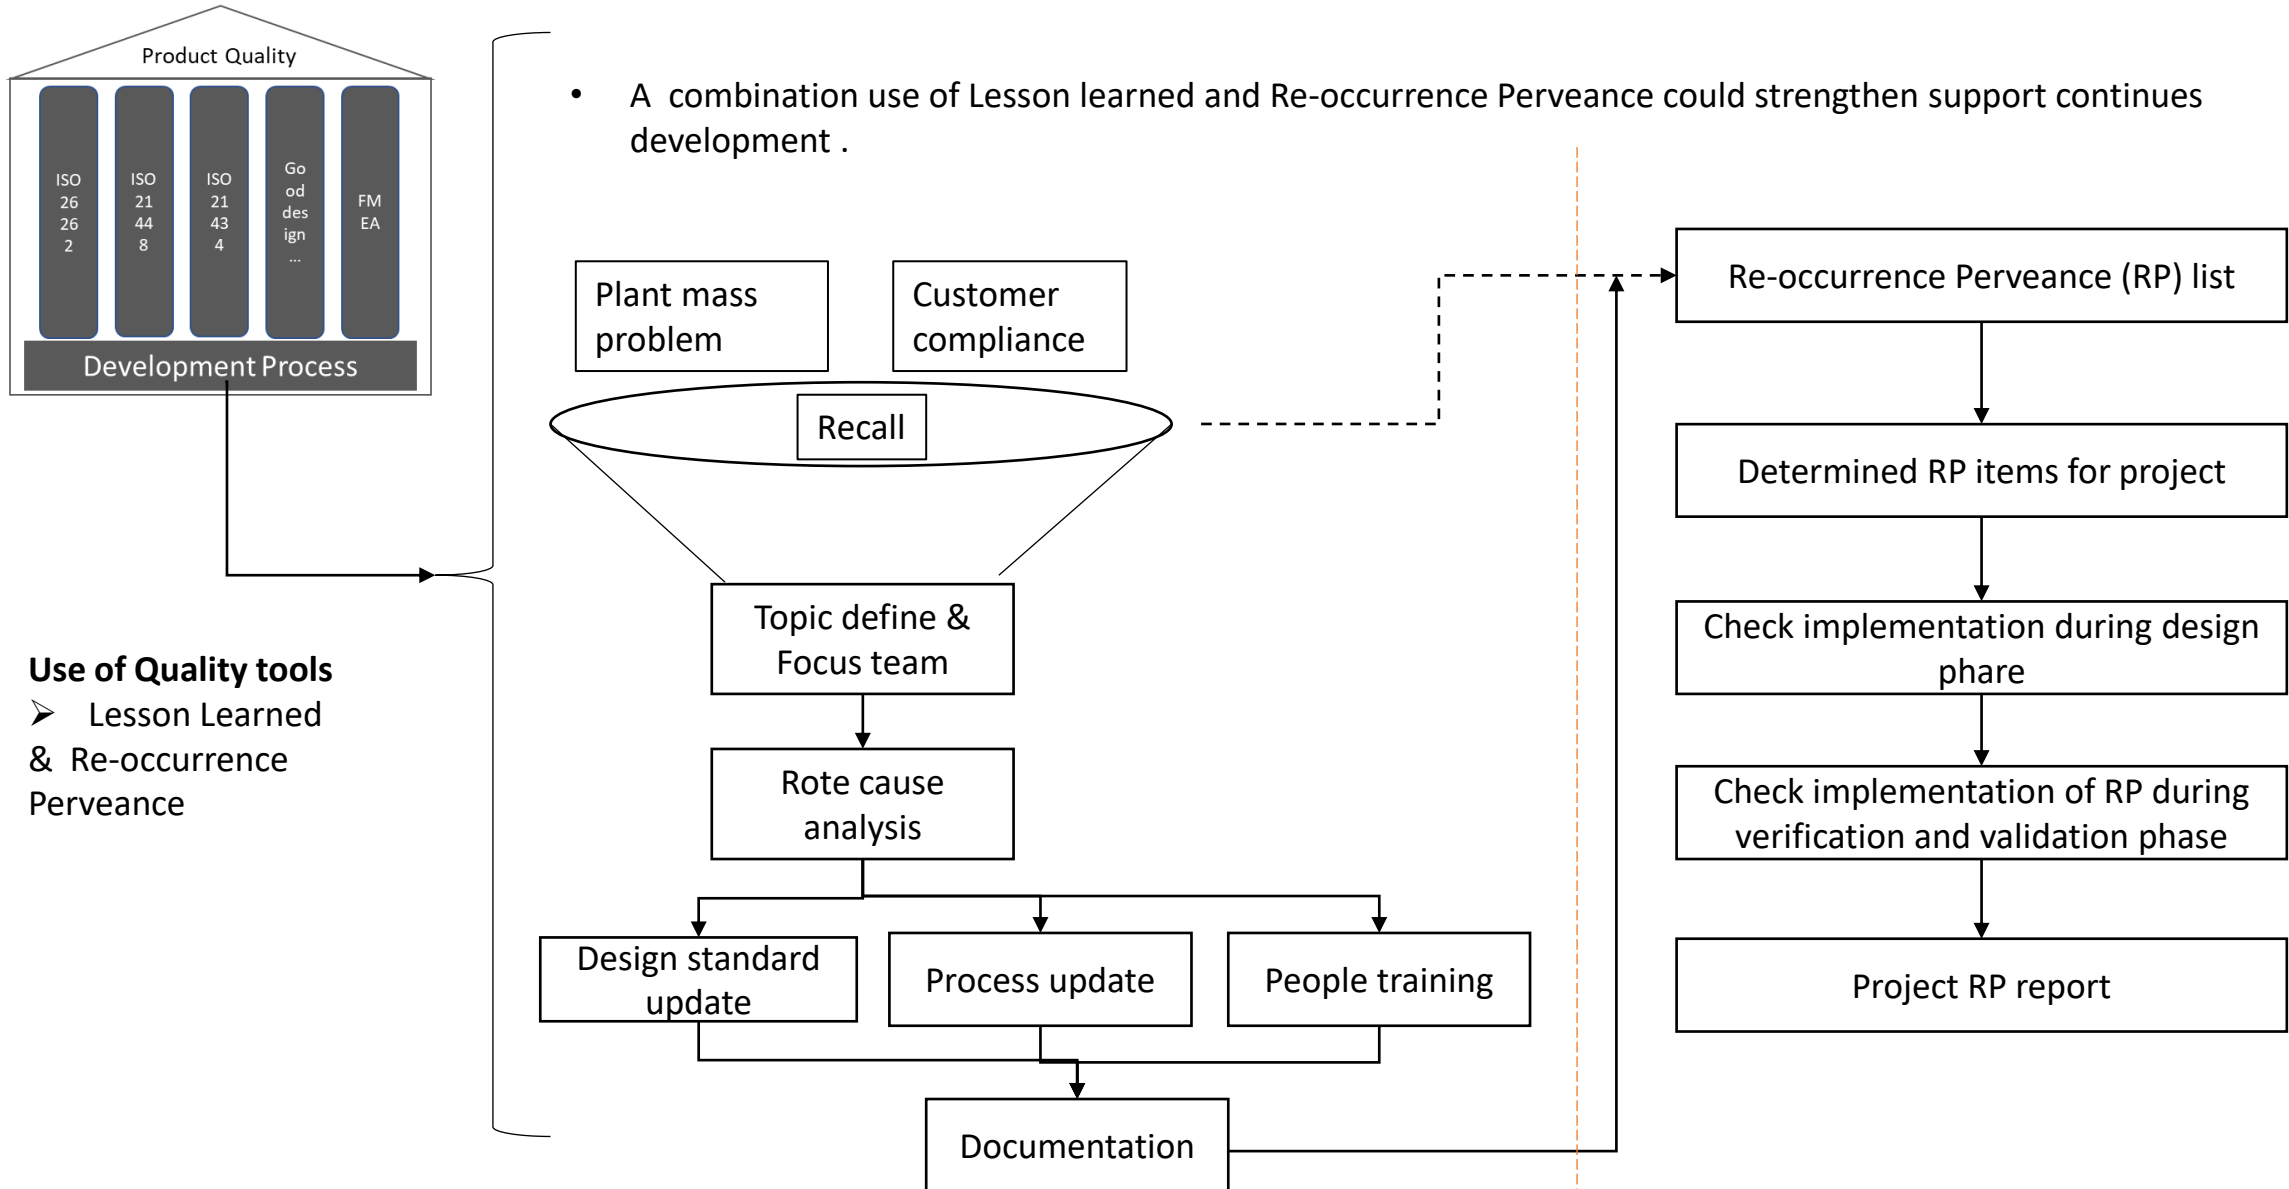 Product Quality
ISO
26
26
2
ISO
21
44
8
ISO
21
43
4
Go
od
des
ign
...
FM
EA
Development Process
Use of Quality tools
➢ Lesson Learned
& Re-occurrence
Perveance
• A combination use of Lesson learned and Re-occurrence Perveance could strengthen support continues
development .
Plant mass
problem
Customer
compliance
Recall
Topic define &
Focus team
Rote cause
analysis
Design standard
update
Process update
People training
Documentation
Re-occurrence Perveance (RP) list
Determined RP items for project
Check implementation during design
phare
Check implementation of RP during
verification and validation phase
Project RP report